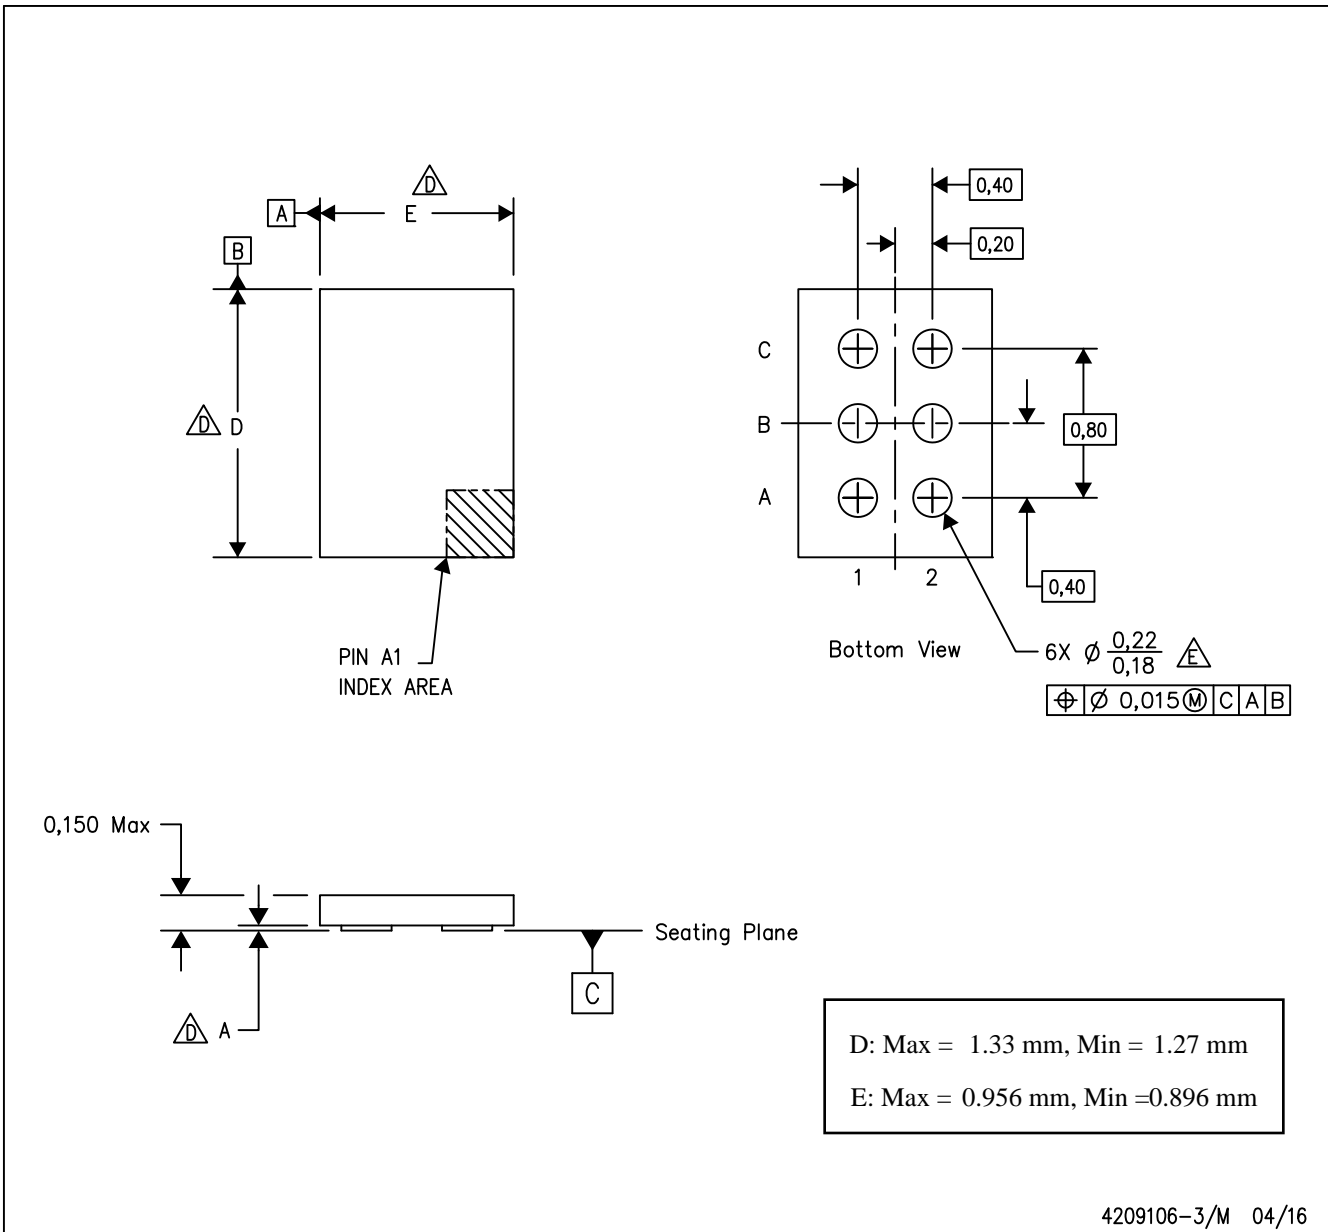 D
A E
B
D D
PIN A1
INDEX AREA
0,40
0,20
C
B
A
0,80
0,40
1 2
Bottom View
6X Ø 0,22
0,18 E
⌖ Ø 0,015Ⓜ C A B
0,150 Max
Seating Plane
C
D A
D: Max = 1.33 mm, Min = 1.27 mm
E: Max = 0.956 mm, Min =0.896 mm
4209106-3/M 04/16